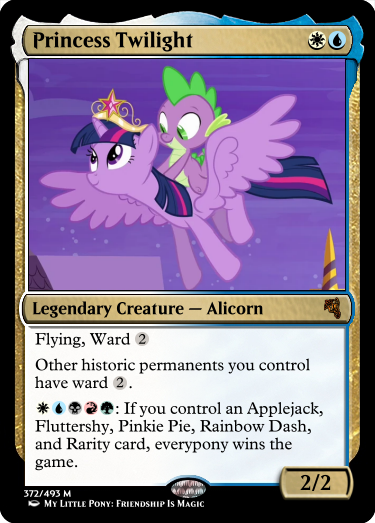 Princess Twilight
Legendary Creature — Alicorn
Flying, Ward 2
Other historic permanents you control
have ward 2.
: If you control an Applejack,
Fluttershy, Pinkie Pie, Rainbow Dash,
and Rarity card, everypony wins the
game.
2/2
372/493 M
My Little Pony: Friendship Is Magic